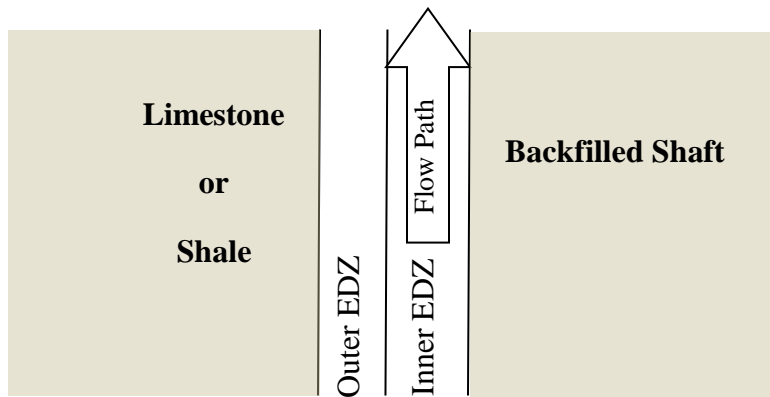 Limestone
or
Shale
Outer EDZ
Inner EDZ
Flow Path
Backfilled Shaft